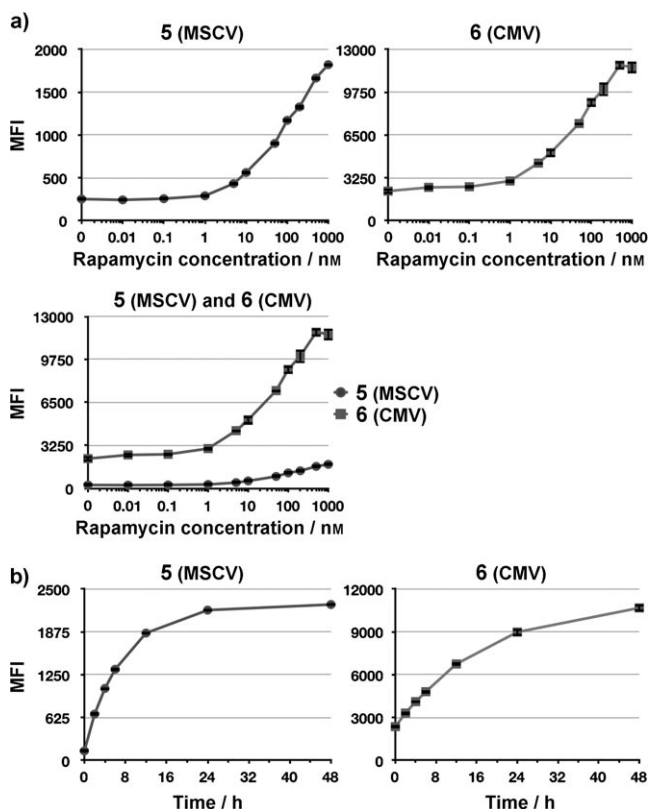 a)
5 (MSCV)
6 (CMV)
MFI
2000
1500
1000
500
0
13000
9750
6500
3250
0
0 0.01 0.1 1 10 100 1000
0 0.01 0.1 1 10 100 1000
Rapamycin concentration / nM
Rapamycin concentration / nM
5 (MSCV) and 6 (CMV)
MFI
13000
9750
6500
3250
0
5 (MSCV)
6 (CMV)
0 0.01 0.1 1 10 100 1000
Rapamycin concentration / nM
b)
5 (MSCV)
6 (CMV)
MFI
2500
1875
1250
625
0
12000
9000
6000
3000
0
0 8 16 24 32 40 48
0 8 16 24 32 40 48
Time / h
Time / h